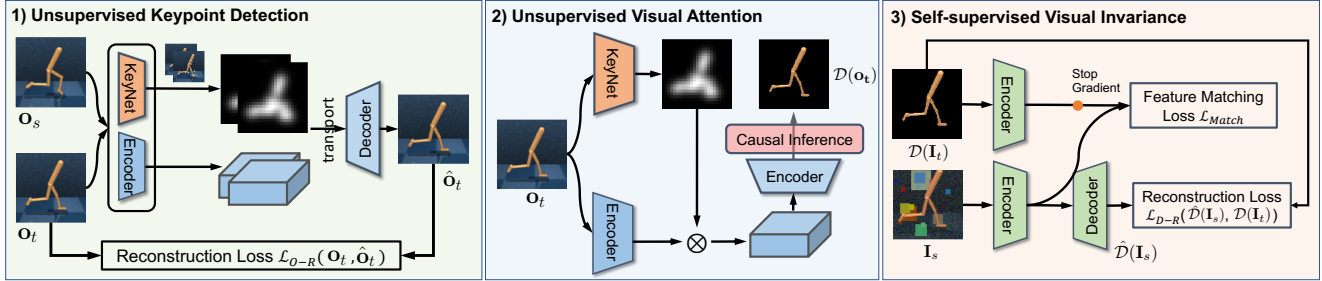 1) Unsupervised Keypoint Detection
O_s
KeyNet
Encoder
O_t
transport
Decoder
Ô_t
Reconstruction Loss ℒ_{O−R}(O_t, Ô_t)
2) Unsupervised Visual Attention
KeyNet
𝒟(o_t)
Causal Inference
Encoder
O_t
Encoder
⊗
3) Self-supervised Visual Invariance
Encoder
Stop
Gradient
Feature Matching
Loss ℒ_{Match}
𝒟(I_t)
Encoder
Decoder
Reconstruction Loss
ℒ_{D−R}(𝒟̂(I_s), 𝒟(I_t))
I_s
𝒟̂(I_s)